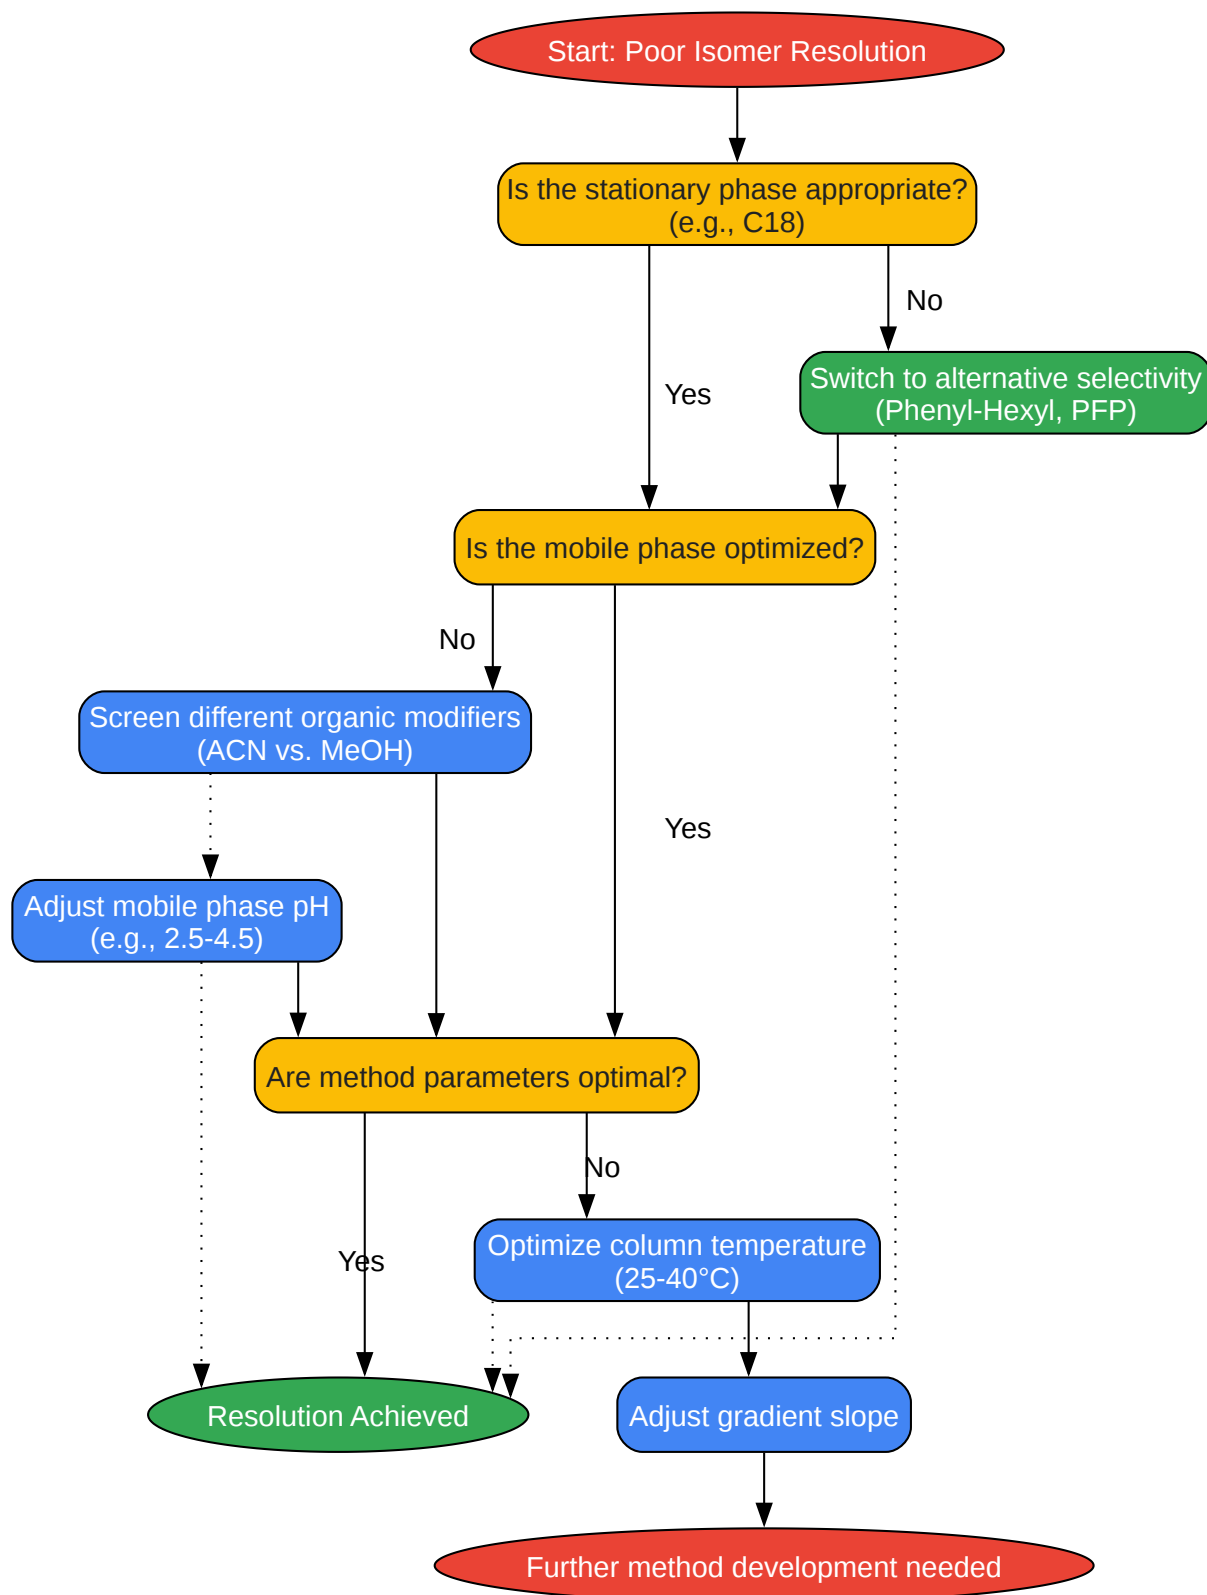 Start: Poor Isomer Resolution
Is the stationary phase appropriate?
(e.g., C18)
No
Yes
Switch to alternative selectivity
(Phenyl-Hexyl, PFP)
Is the mobile phase optimized?
No
Screen different organic modifiers
(ACN vs. MeOH)
Yes
Adjust mobile phase pH
(e.g., 2.5-4.5)
Are method parameters optimal?
No
Yes
Optimize column temperature
(25-40°C)
Resolution Achieved
Adjust gradient slope
Further method development needed